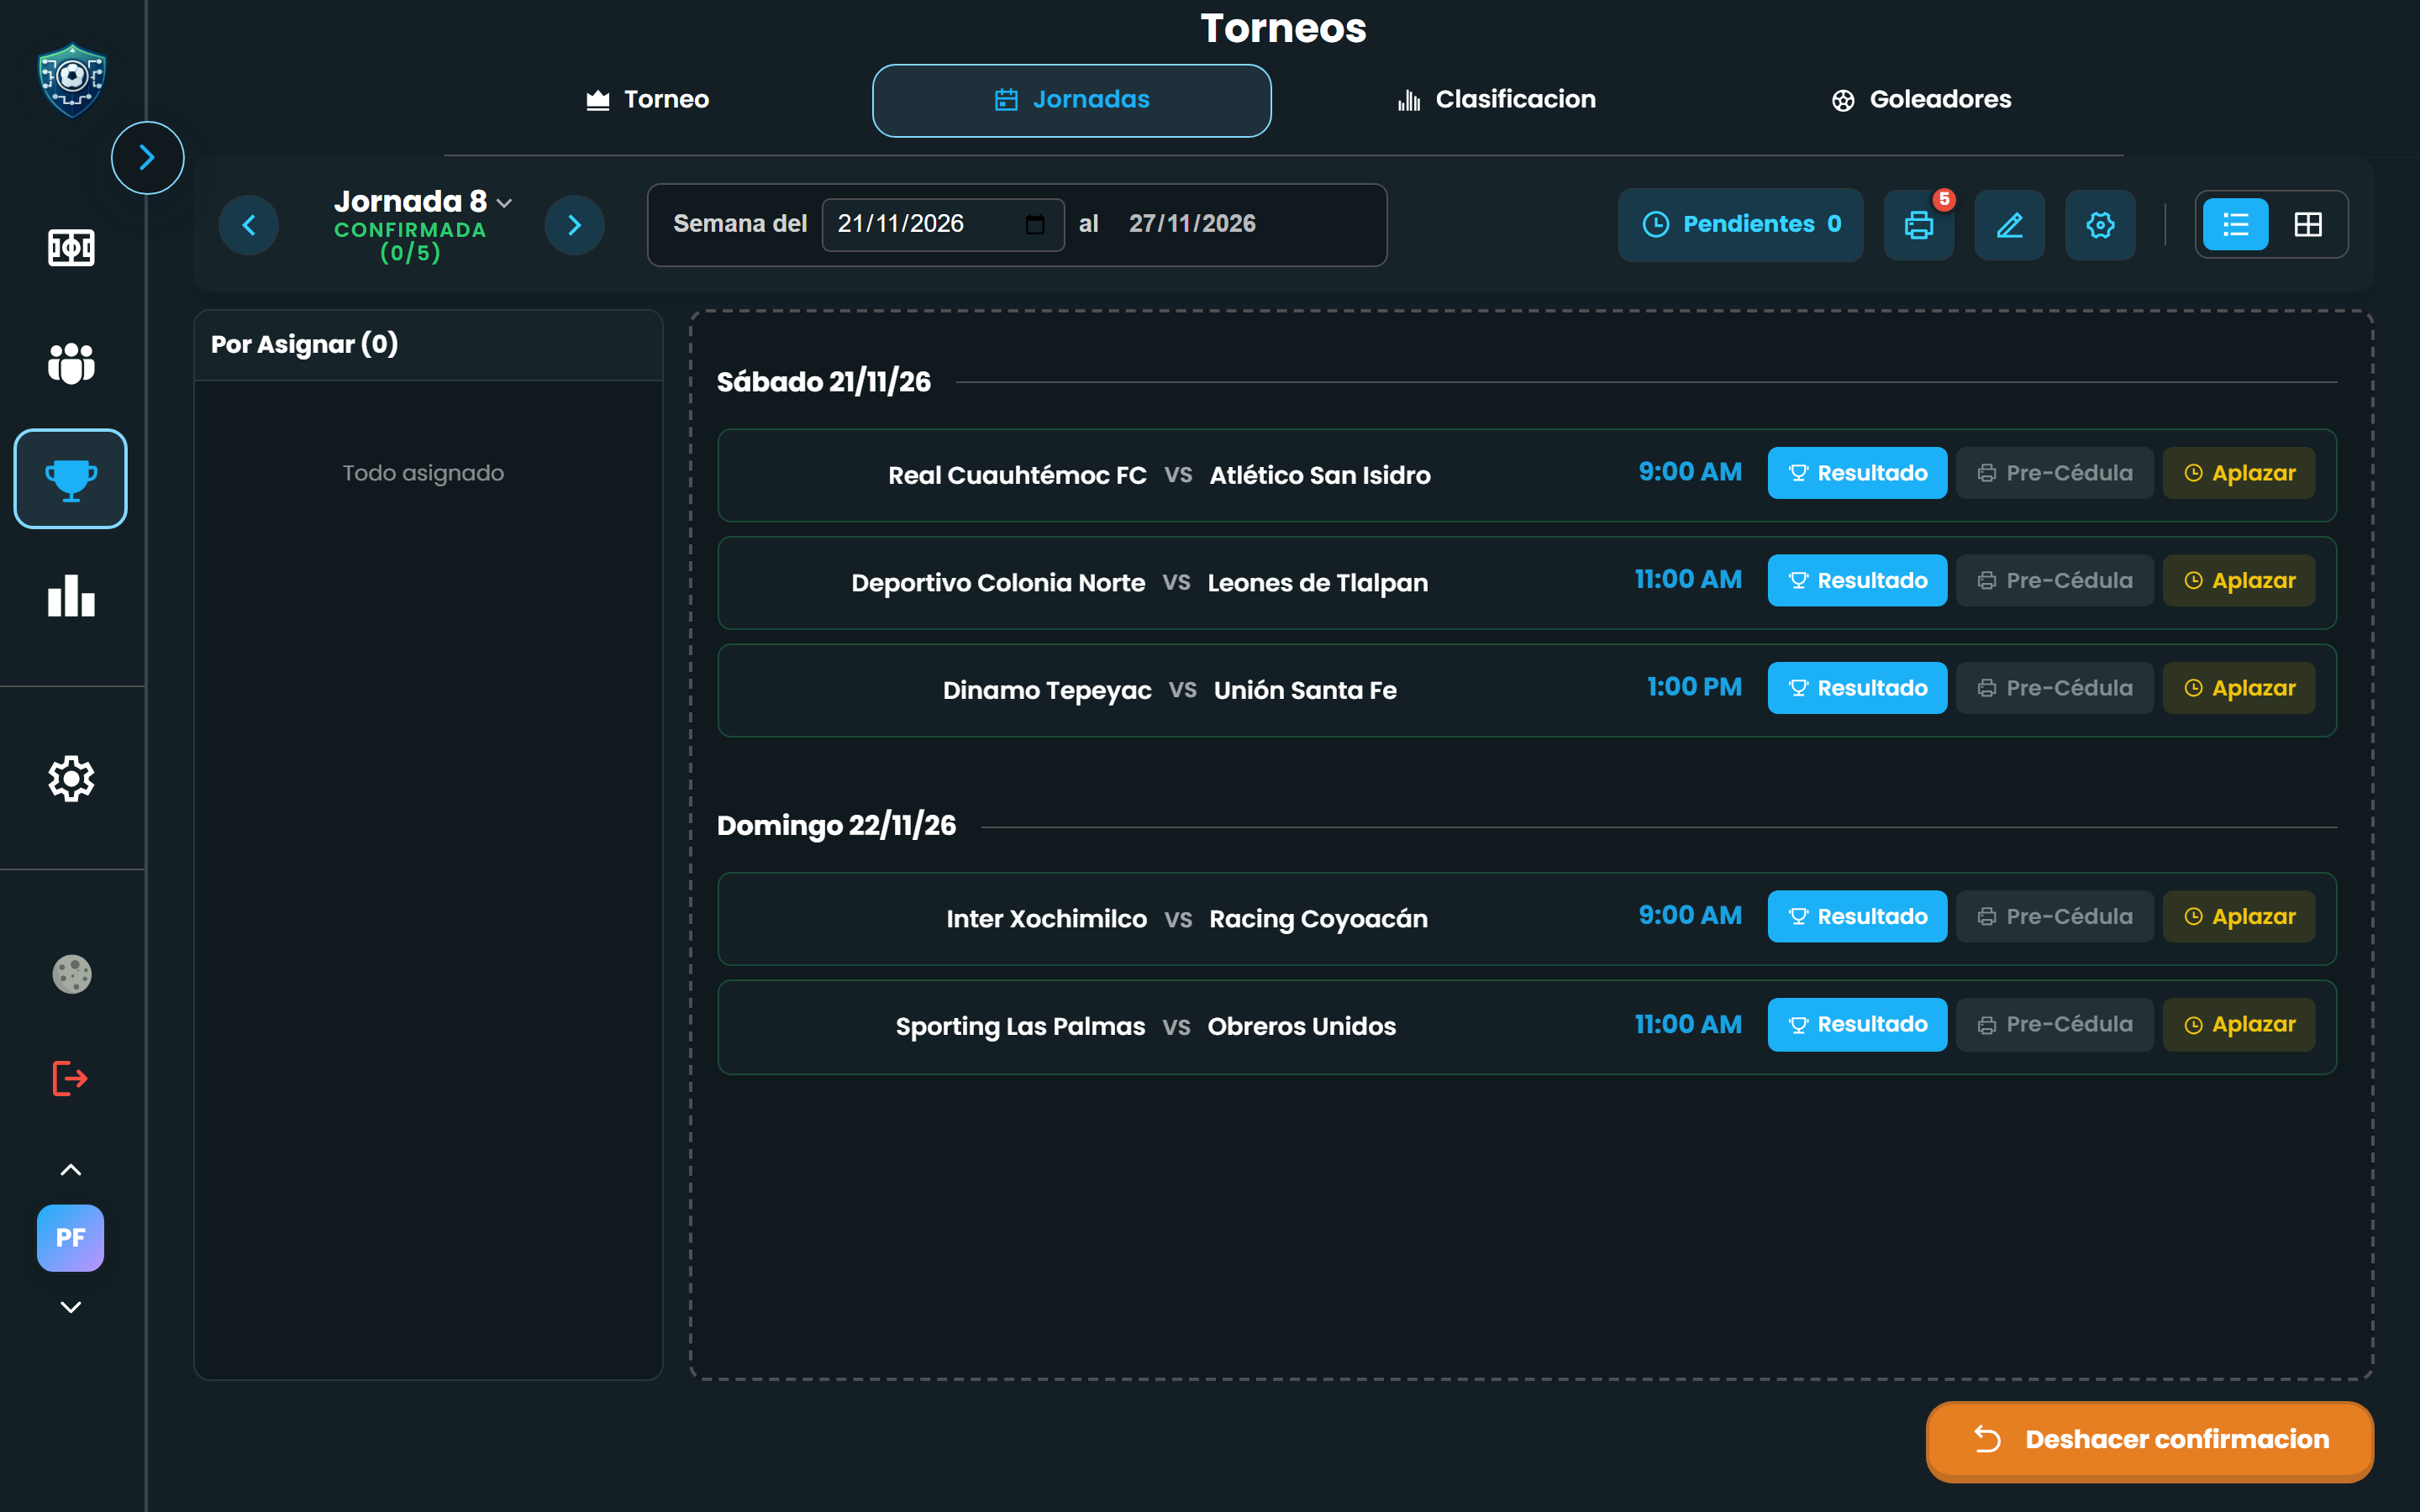 Torneos
Torneo
Jornadas
Clasificacion
Goleadores
Jornada 8
CONFIRMADA
(0/5)
Semana del 21/11/2026 al 27/11/2026
Pendientes 0
5
Por Asignar (0)
Todo asignado
Sábado 21/11/26
Real Cuauhtémoc FC VS Atlético San Isidro 9:00 AM Resultado Pre-Cédula Aplazar
Deportivo Colonia Norte VS Leones de Tlalpan 11:00 AM Resultado Pre-Cédula Aplazar
Dinamo Tepeyac VS Unión Santa Fe 1:00 PM Resultado Pre-Cédula Aplazar
Domingo 22/11/26
Inter Xochimilco VS Racing Coyoacán 9:00 AM Resultado Pre-Cédula Aplazar
Sporting Las Palmas VS Obreros Unidos 11:00 AM Resultado Pre-Cédula Aplazar
PF
Deshacer confirmacion